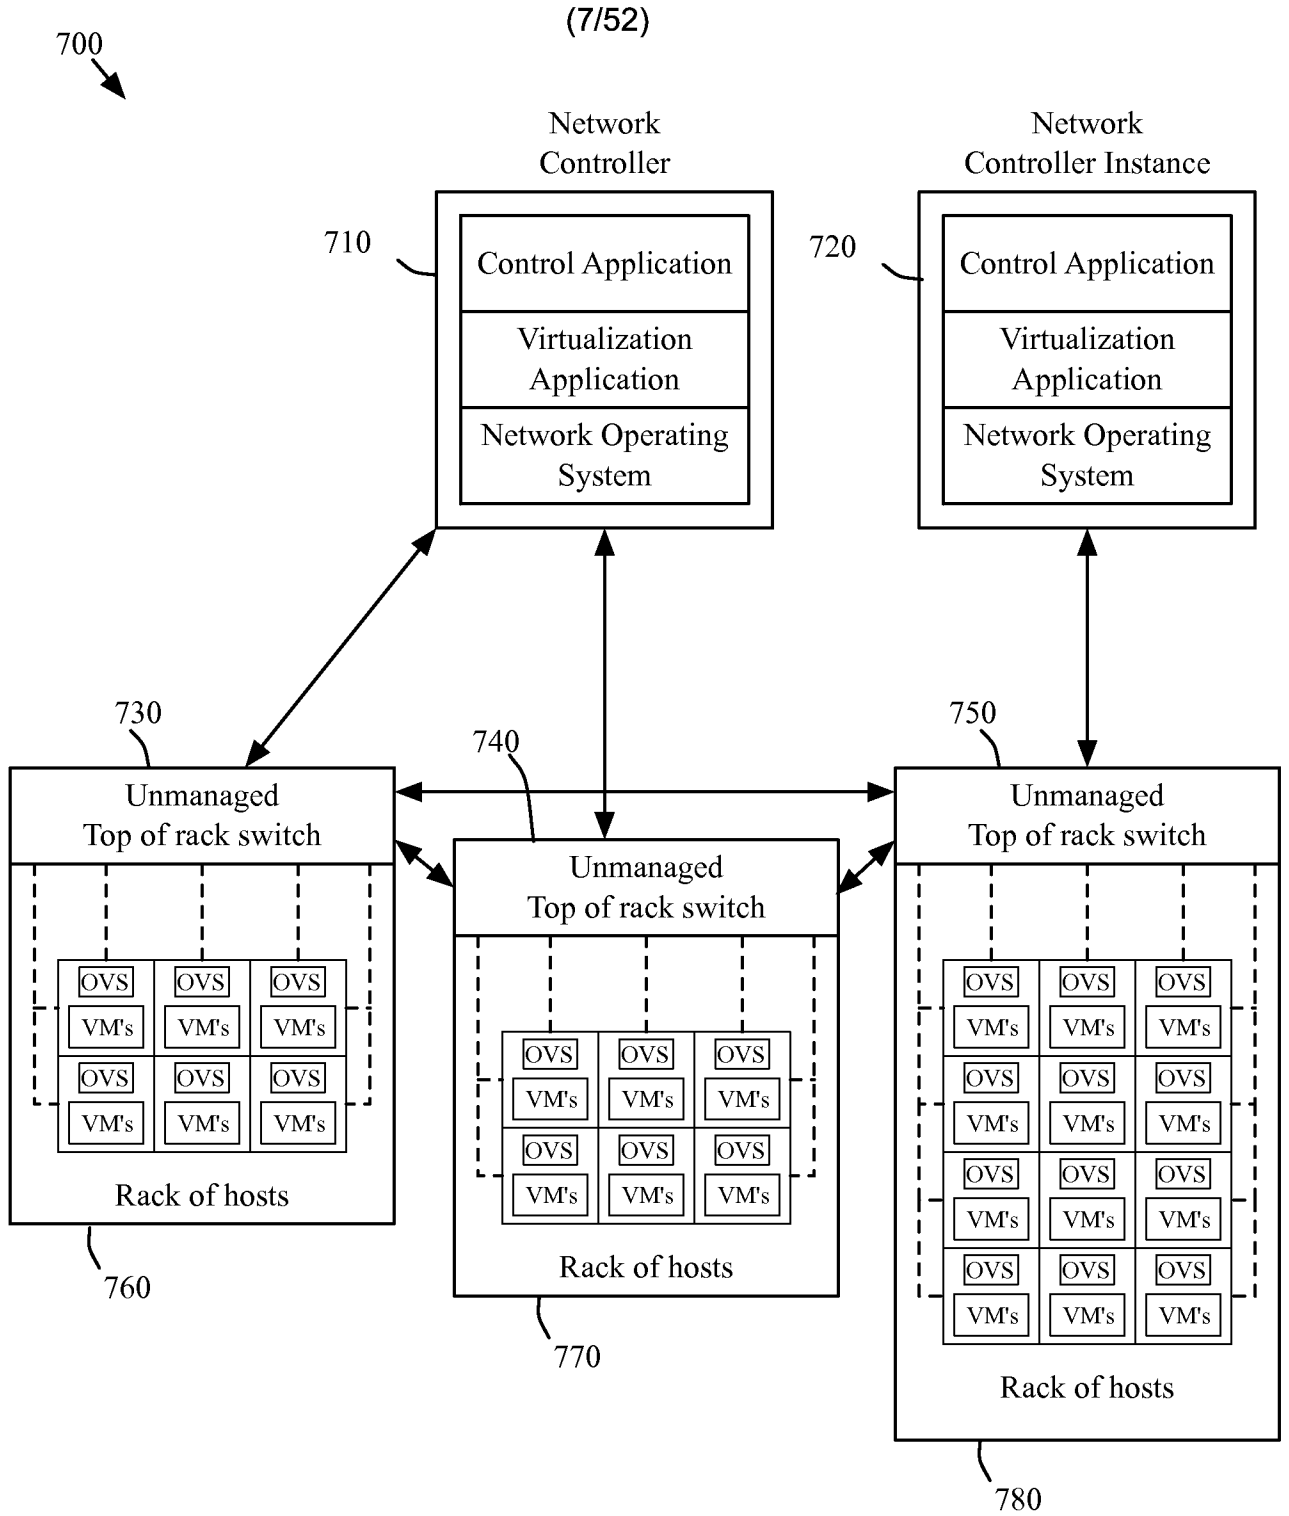 (7/52)
700
Network
Controller
Network
Controller Instance
710
Control Application
Virtualization
Application
Network Operating
System
720
Control Application
Virtualization
Application
Network Operating
System
730
740
750
Unmanaged
Top of rack switch
Unmanaged
Top of rack switch
Unmanaged
Top of rack switch
OVS OVS OVS
VM's VM's VM's
OVS OVS OVS
VM's VM's VM's
Rack of hosts
760
OVS OVS OVS
VM's VM's VM's
OVS OVS OVS
VM's VM's VM's
Rack of hosts
770
OVS OVS OVS
VM's VM's VM's
OVS OVS OVS
VM's VM's VM's
OVS OVS OVS
VM's VM's VM's
OVS OVS OVS
VM's VM's VM's
Rack of hosts
780